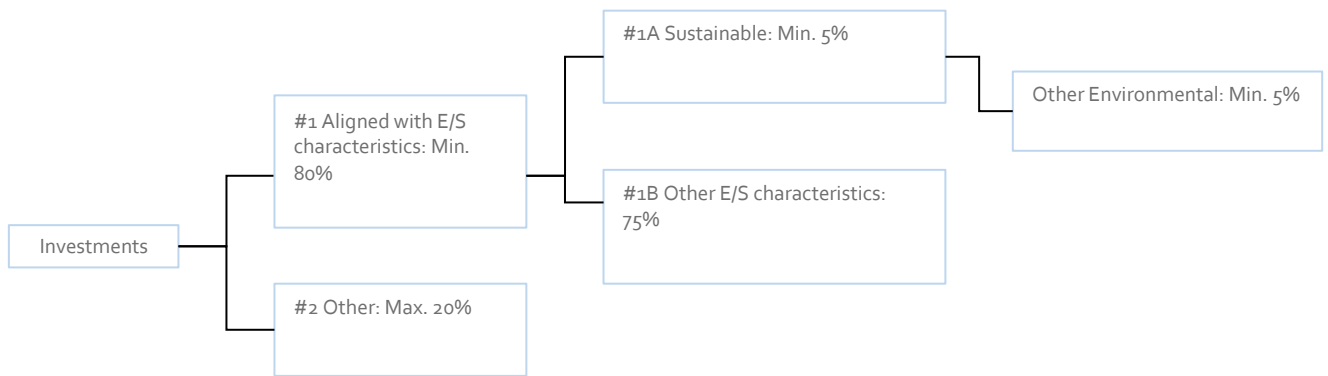 #1A Sustainable: Min. 5%
Other Environmental: Min. 5%
#1 Aligned with E/S
characteristics: Min.
80%
#1B Other E/S characteristics:
75%
Investments
#2 Other: Max. 20%